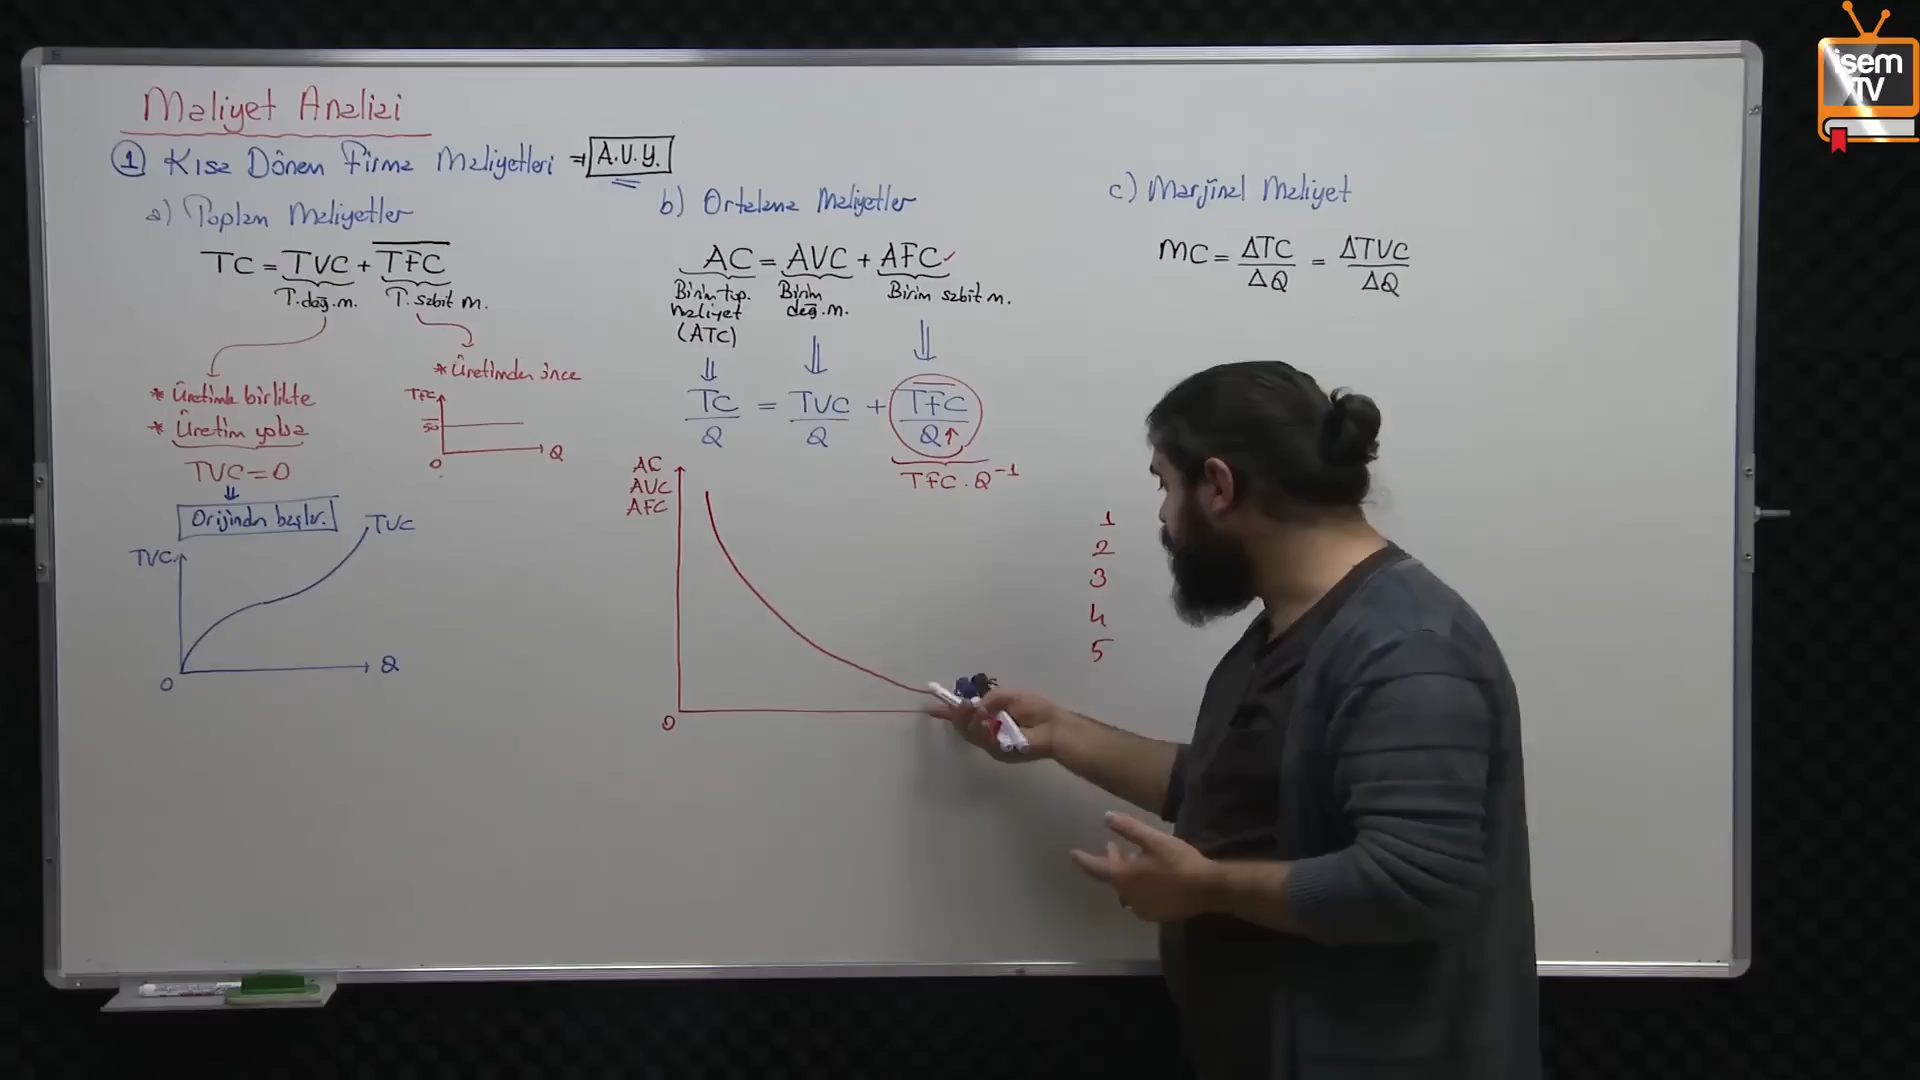 Maliyet Analizi
1 Kısa Dönem Firma Maliyetleri ⇒ A.V.Y.
a) Toplam Maliyetler
TC = TVC + TFC
T. değ. m. T. sabit m.
* Üretimle birlikte
* Üretim yoksa
TVC = 0
⇓
Orijinden başlar.
TVC
TVC
0
Q
* Üretimden önce
TFC
50
0
Q
b) Ortalama Maliyetler
AC = AVC + AFC ✓
Birim top. maliyet (ATC)
Birim değ. m.
Birim sabit m.
⇓ ⇓ ⇓
TC/Q = TVC/Q + TFC/Q↑
TFC . Q⁻¹
AC
AVC
AFC
0
c) Marjinal Maliyet
MC = ΔTC/ΔQ = ΔTVC/ΔQ
1
2
3
4
5
isem
TV